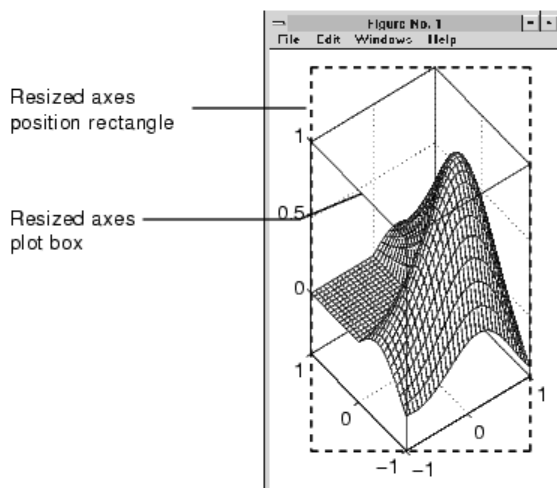 Figure No. 1
File Edit Windows Help
Resized axes
position rectangle
Resized axes
plot box
1
0.5
0
1
0
-1
-1
0
1